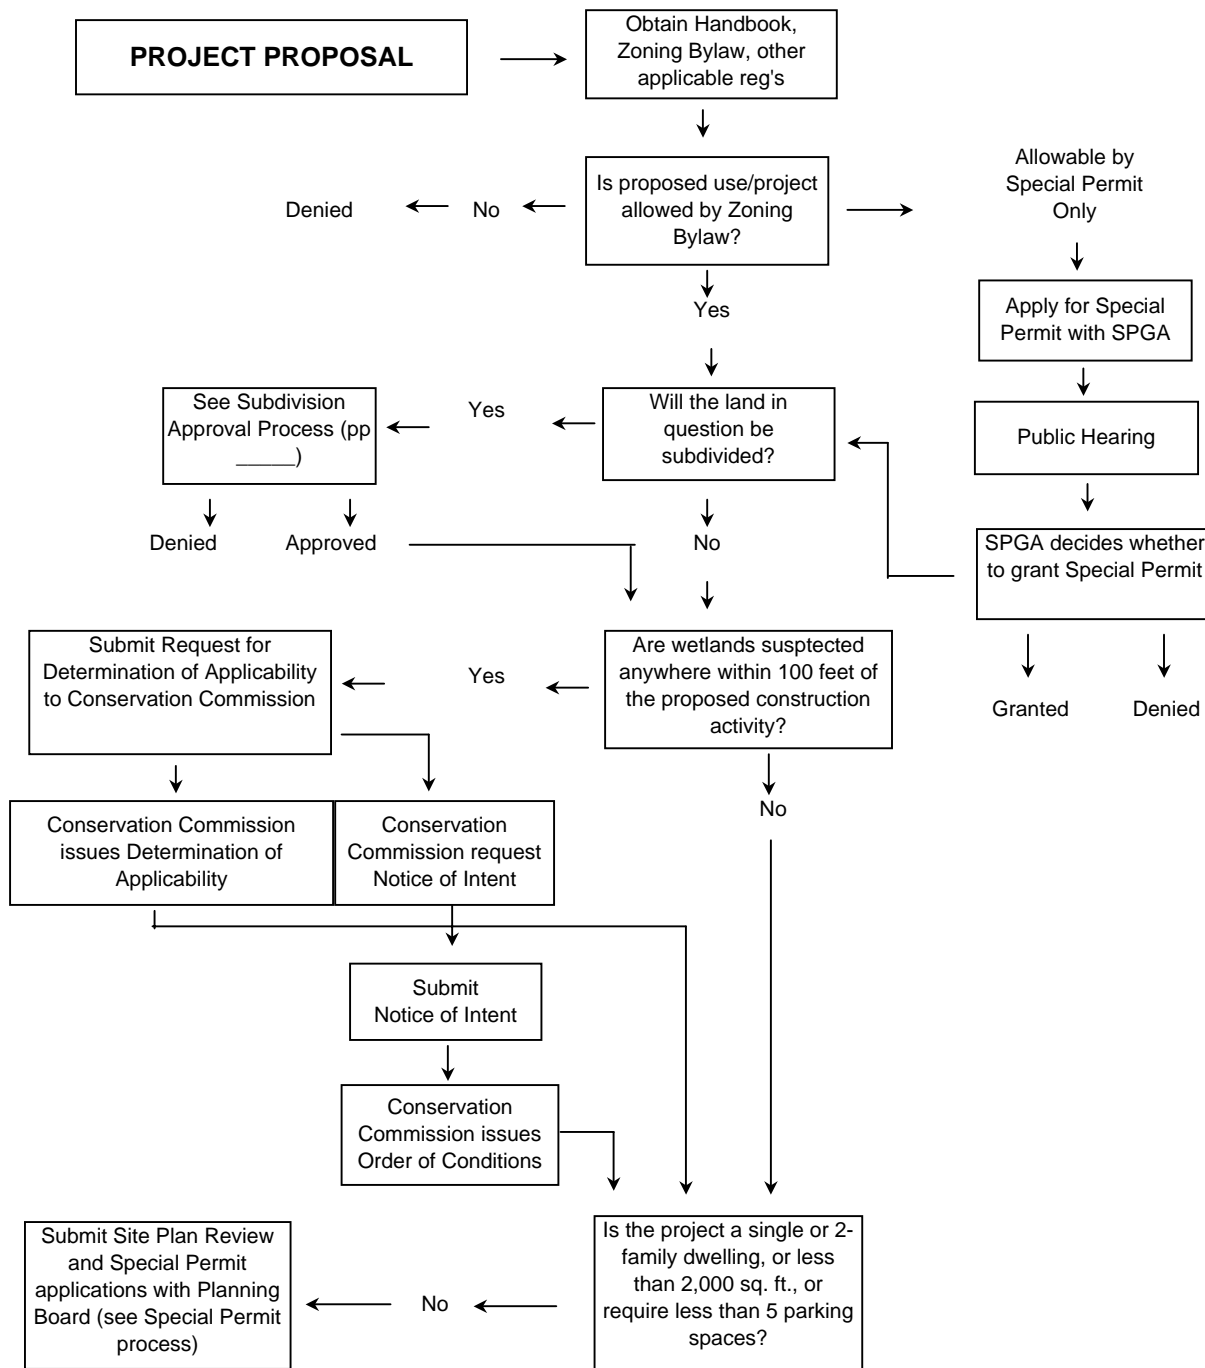 PROJECT PROPOSAL
Obtain Handbook,
Zoning Bylaw, other
applicable reg's
Is proposed use/project
allowed by Zoning
Bylaw?
No
Denied
Allowable by
Special Permit
Only
Yes
Apply for Special
Permit with SPGA
Public Hearing
SPGA decides whether
to grant Special Permit
Granted
Denied
Will the land in
question be
subdivided?
Yes
See Subdivision
Approval Process (pp
_____)
Denied
Approved
No
Are wetlands susptected
anywhere within 100 feet of
the proposed construction
activity?
Yes
Submit Request for
Determination of Applicability
to Conservation Commission
No
Conservation Commission
issues Determination of
Applicability
Conservation
Commission request
Notice of Intent
Submit
Notice of Intent
Conservation
Commission issues
Order of Conditions
Is the project a single or 2-
family dwelling, or less
than 2,000 sq. ft., or
require less than 5 parking
spaces?
No
Submit Site Plan Review
and Special Permit
applications with Planning
Board (see Special Permit
process)